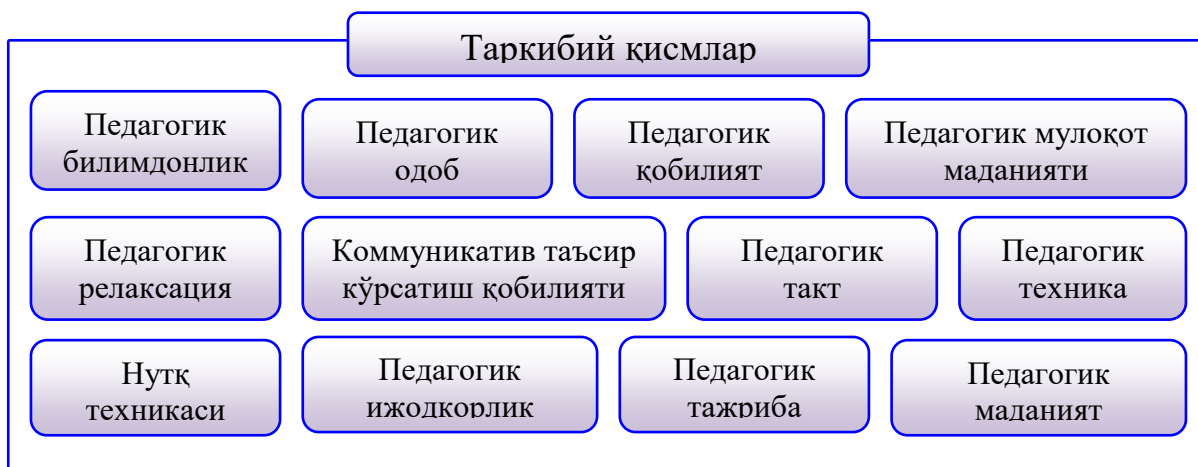 Таркибий қисмлар
Педагогик
билимдонлик
Педагогик
одоб
Педагогик
қобилият
Педагогик мулоқот
маданияти
Педагогик
релаксация
Коммуникатив таъсир
кўрсатиш қобилияти
Педагогик
такт
Педагогик
техника
Нутқ
техникаси
Педагогик
ижодкорлик
Педагогик
тажриба
Педагогик
маданият